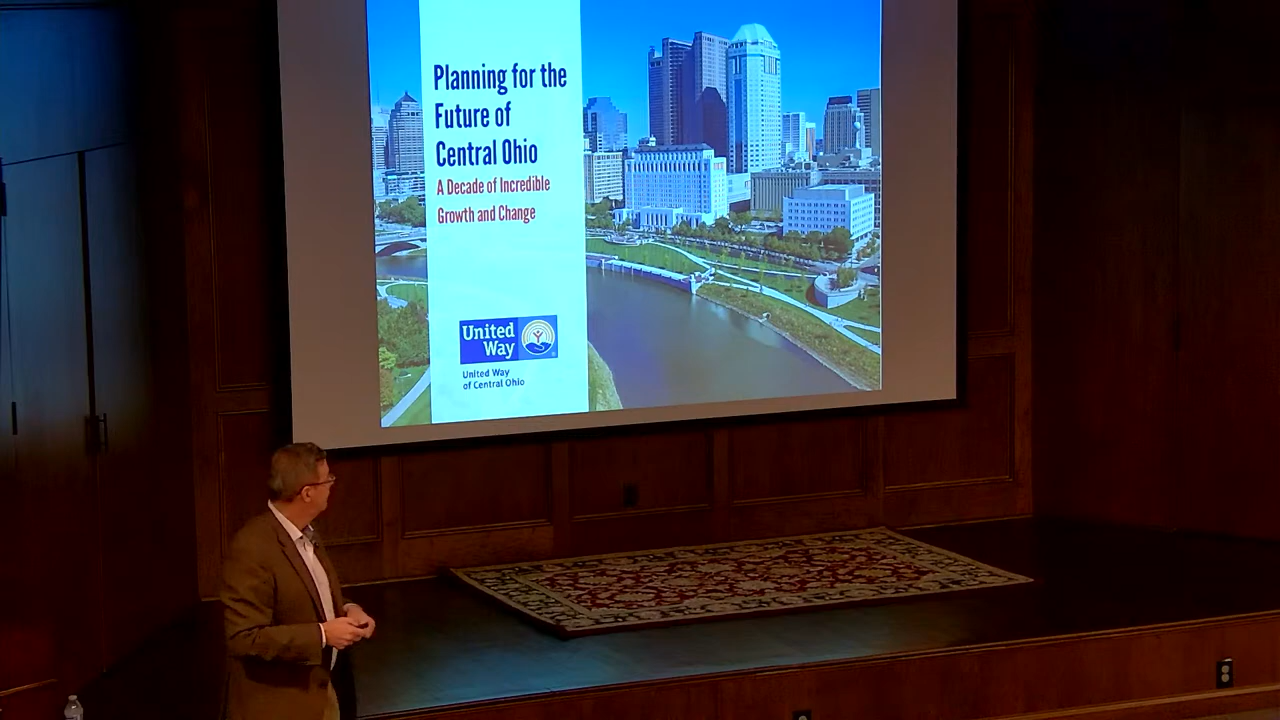 Planning for the
Future of
Central Ohio
A Decade of Incredible
Growth and Change
United
Way
United Way
of Central Ohio